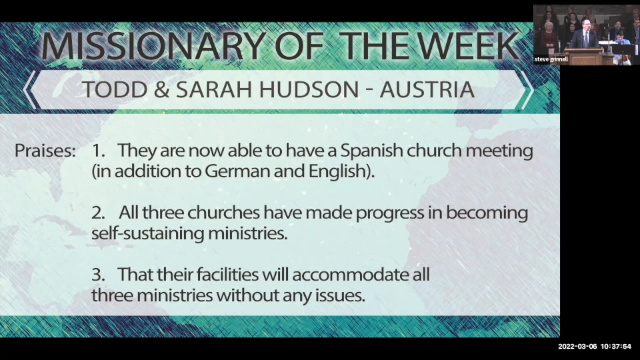 MISSIONARY OF THE WEEK
TODD & SARAH HUDSON - AUSTRIA
Praises: 1. They are now able to have a Spanish church meeting
(in addition to German and English).
2. All three churches have made progress in becoming
self-sustaining ministries.
3. That their facilities will accommodate all
three ministries without any issues.
steve grinnell
2022-03-06 10:37:54